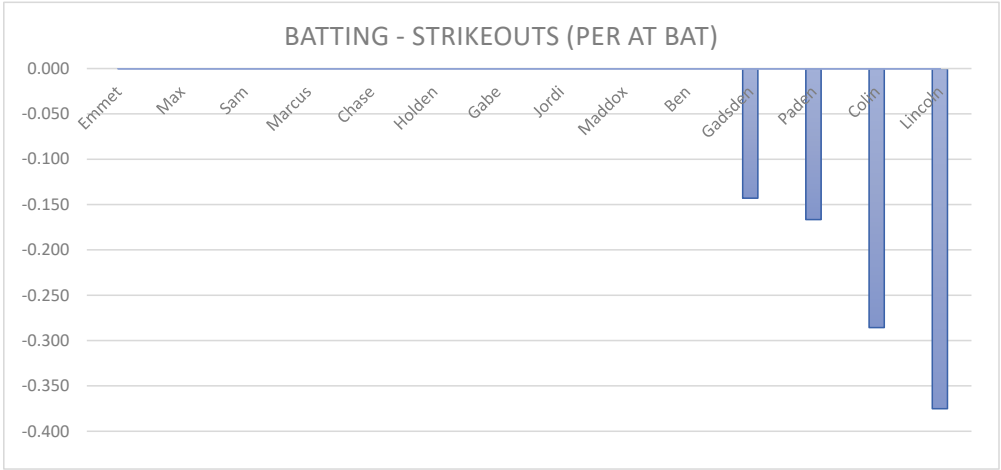 BATTING - STRIKEOUTS (PER AT BAT)
0.000
-0.050
-0.100
-0.150
-0.200
-0.250
-0.300
-0.350
-0.400
Emmet
Max
Sam
Marcus
Chase
Holden
Gabe
Jordi
Maddox
Ben
Gadsden
Paden
Colin
Lincoln